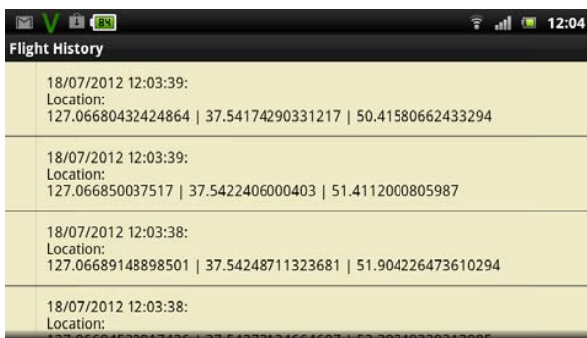 84
12:04
Flight History
18/07/2012 12:03:39:
Location:
127.06680432424864 | 37.54174290331217 | 50.41580662433294
18/07/2012 12:03:39:
Location:
127.066850037517 | 37.5422406000403 | 51.4112000805987
18/07/2012 12:03:38:
Location:
127.06689148898501 | 37.54248711323681 | 51.904226473610294
18/07/2012 12:03:38:
Location: